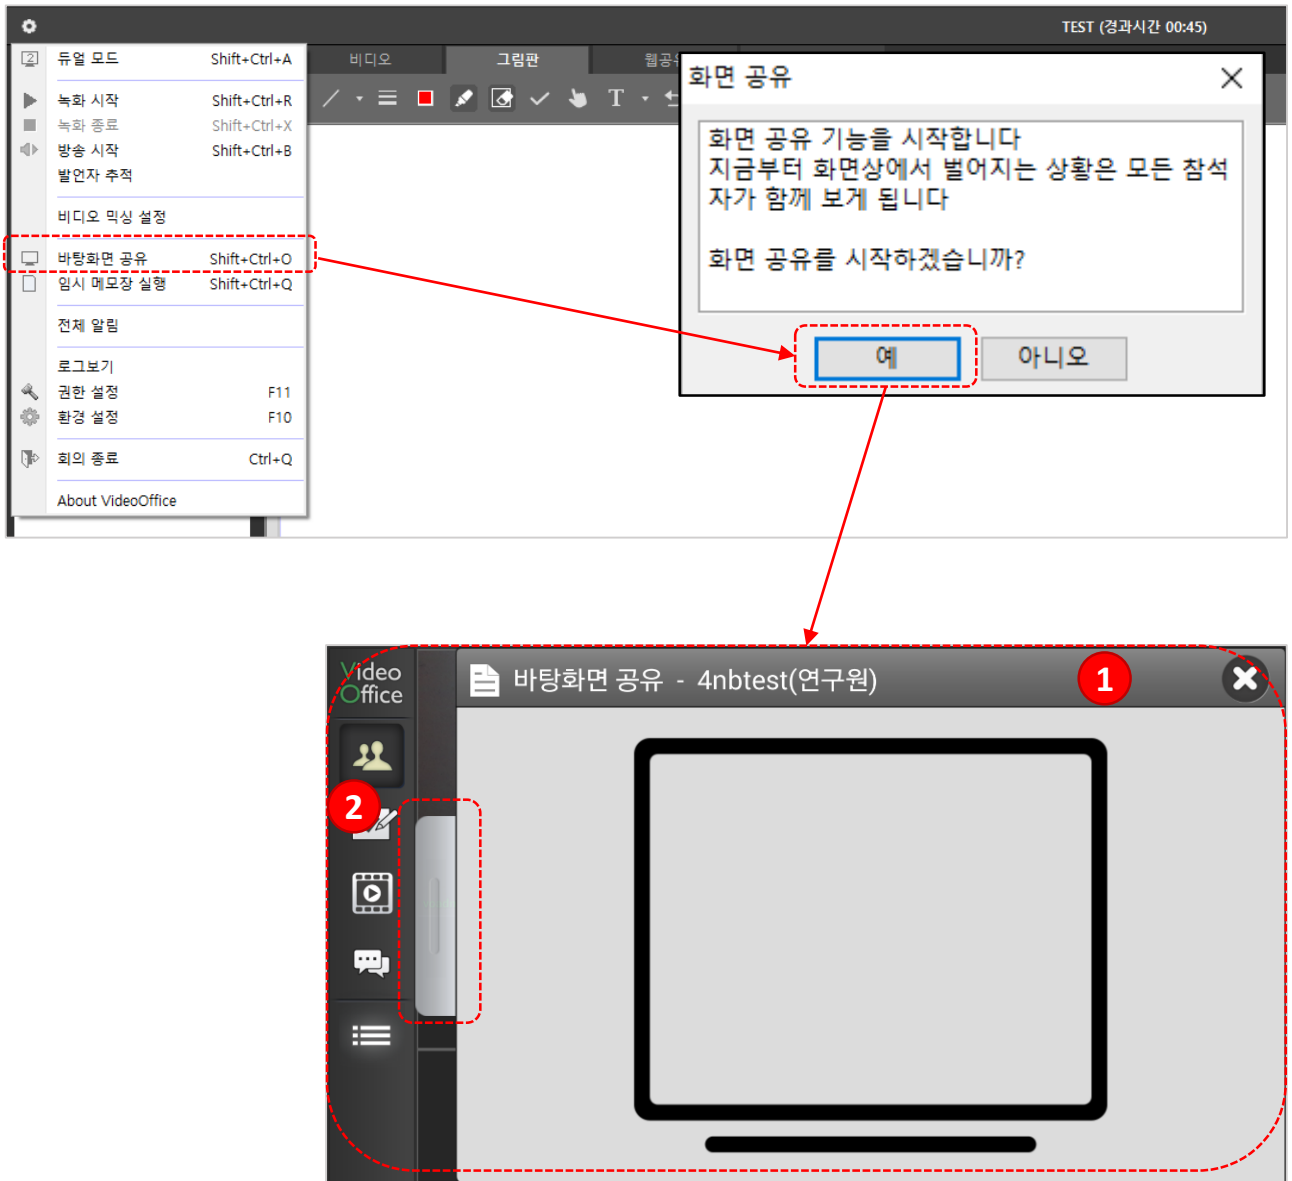 TEST (경과시간 00:45)
2 듀얼 모드 Shift+Ctrl+A
녹화 시작 Shift+Ctrl+R
녹화 종료 Shift+Ctrl+X
방송 시작 Shift+Ctrl+B
발언자 추적
비디오 믹싱 설정
바탕화면 공유 Shift+Ctrl+O
임시 메모장 실행 Shift+Ctrl+Q
전체 알림
로그보기
권한 설정 F11
환경 설정 F10
회의 종료 Ctrl+Q
About VideoOffice
비디오 그림판 웹공유
T
화면 공유
화면 공유 기능을 시작합니다
지금부터 화면상에서 벌어지는 상황은 모든 참석
자가 함께 보게 됩니다
화면 공유를 시작하겠습니까?
예 아니오
Video
Office
바탕화면 공유 - 4nbtest(연구원)
1
2